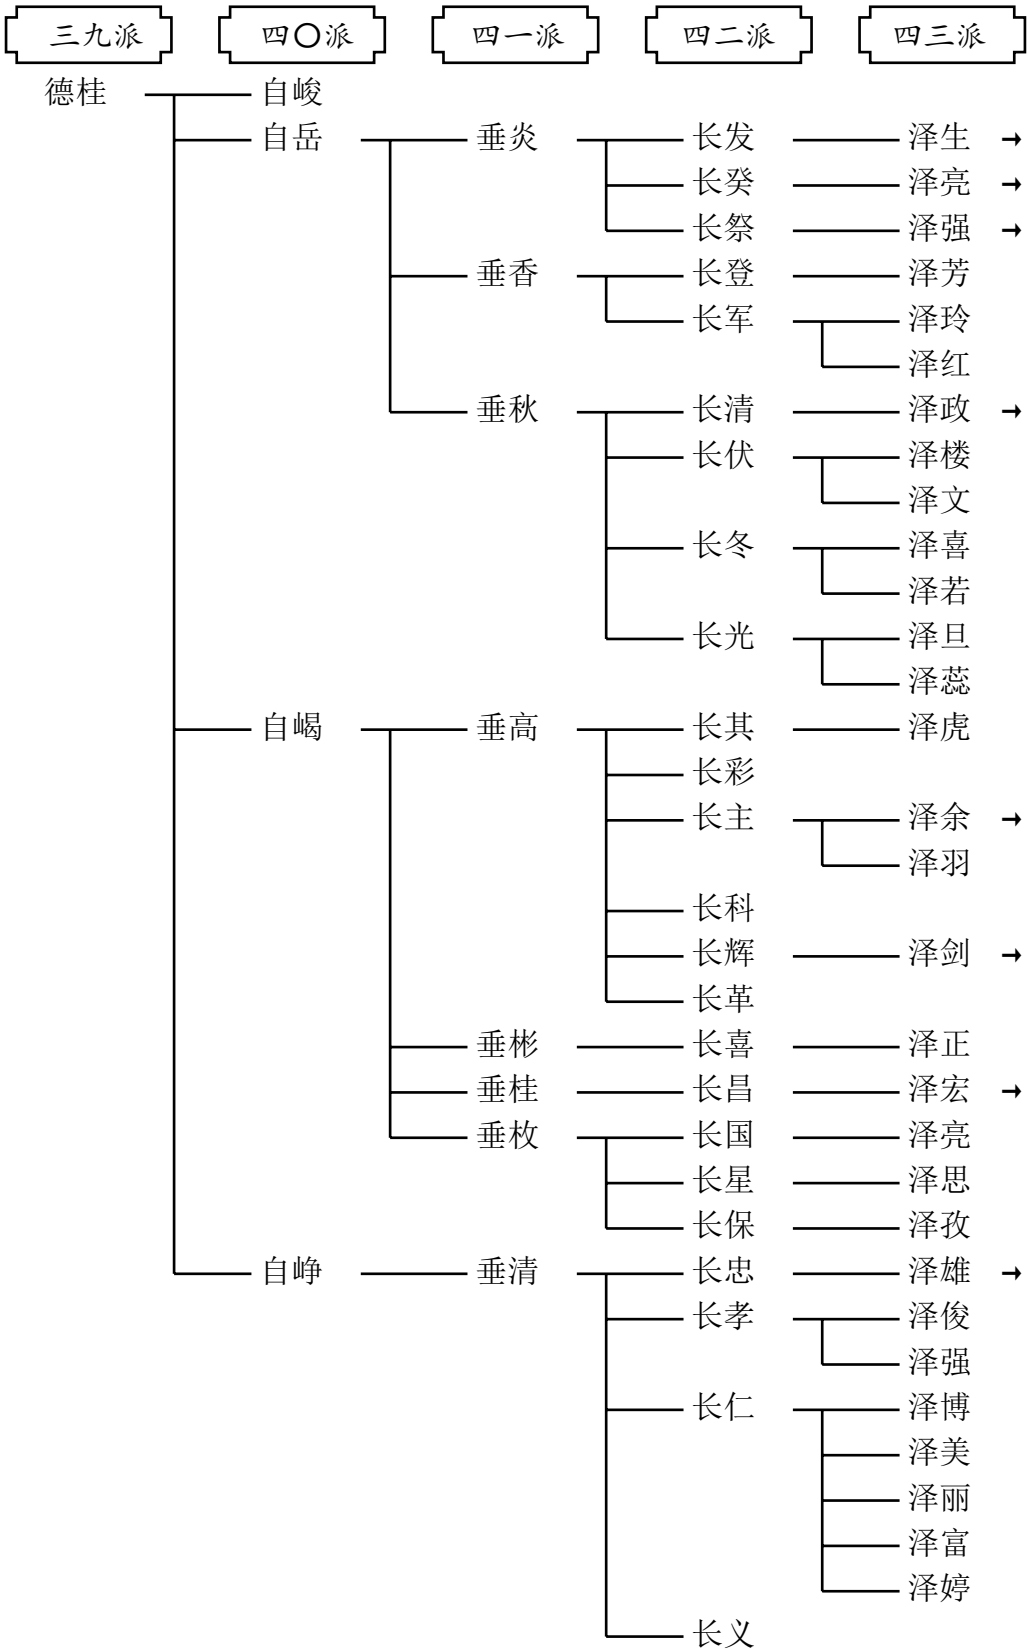 三九派 四〇派 四一派 四二派 四三派
德桂 自峻
自岳 垂炎 长发 泽生 →
长癸 泽亮 →
长祭 泽强 →
垂香 长登 泽芳
长军 泽玲
泽红
垂秋 长清 泽政 →
长伏 泽楼
泽文
长冬 泽喜
泽若
长光 泽旦
泽蕊
自嵑 垂高 长其 泽虎
长彩
长主 泽余 →
泽羽
长科
长辉 泽剑 →
长革
垂彬 长喜 泽正
垂桂 长昌 泽宏 →
垂枚 长国 泽亮
长星 泽思
长保 泽孜
自峥 垂清 长忠 泽雄 →
长孝 泽俊
泽强
长仁 泽博
泽美
泽丽
泽富
泽婷
长义